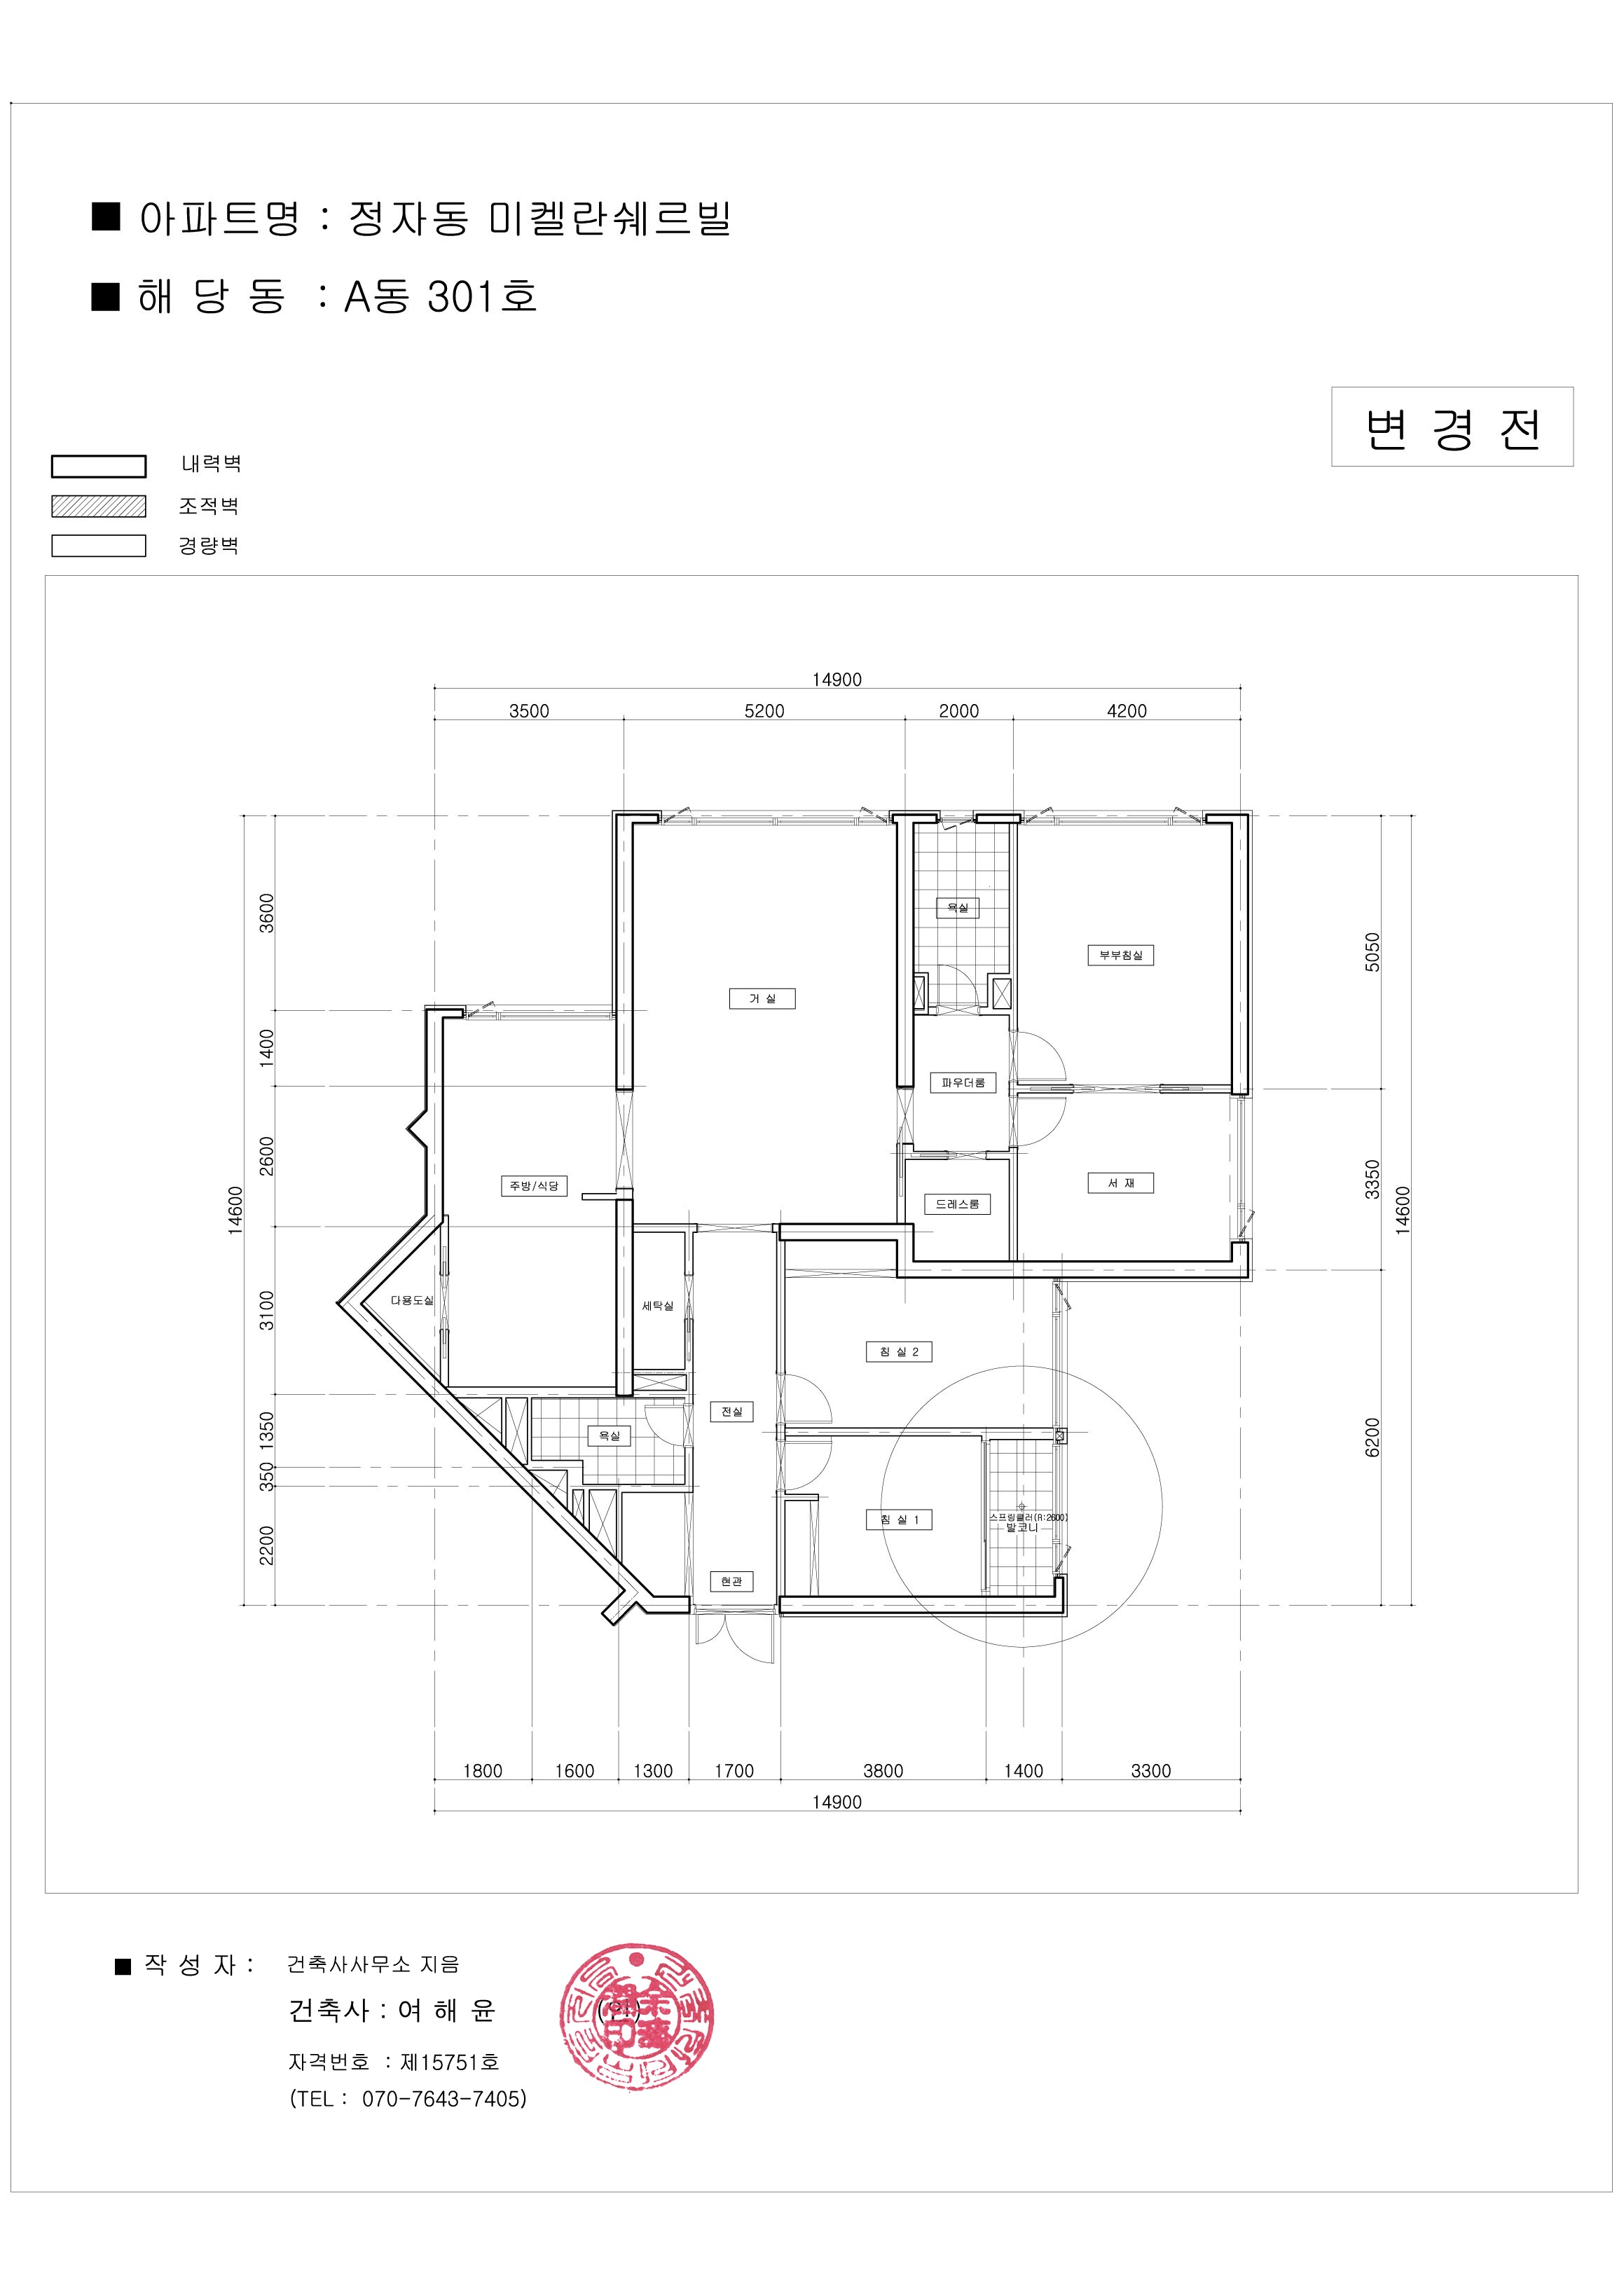 ■ 아파트명 : 정자동 미켈란쉐르빌
■ 해 당 동 : A동 301호
변 경 전
내력벽
조적벽
경량벽
14900
3500 5200 2000 4200
14600
3600
1400
2600
3100
1350
350
2200
5050
3350
6200
14600
욕실
부부침실
거 실
파우더룸
주방/식당
서 재
드레스룸
다용도실
세탁실
침 실 2
전실
욕실
침 실 1
스프링클러(R:2600)
발코니
현관
1800 1600 1300 1700 3800 1400 3300
14900
■ 작 성 자 : 건축사사무소 지음
건축사 : 여 해 윤 (인)
자격번호 : 제15751호
(TEL : 070-7643-7405)